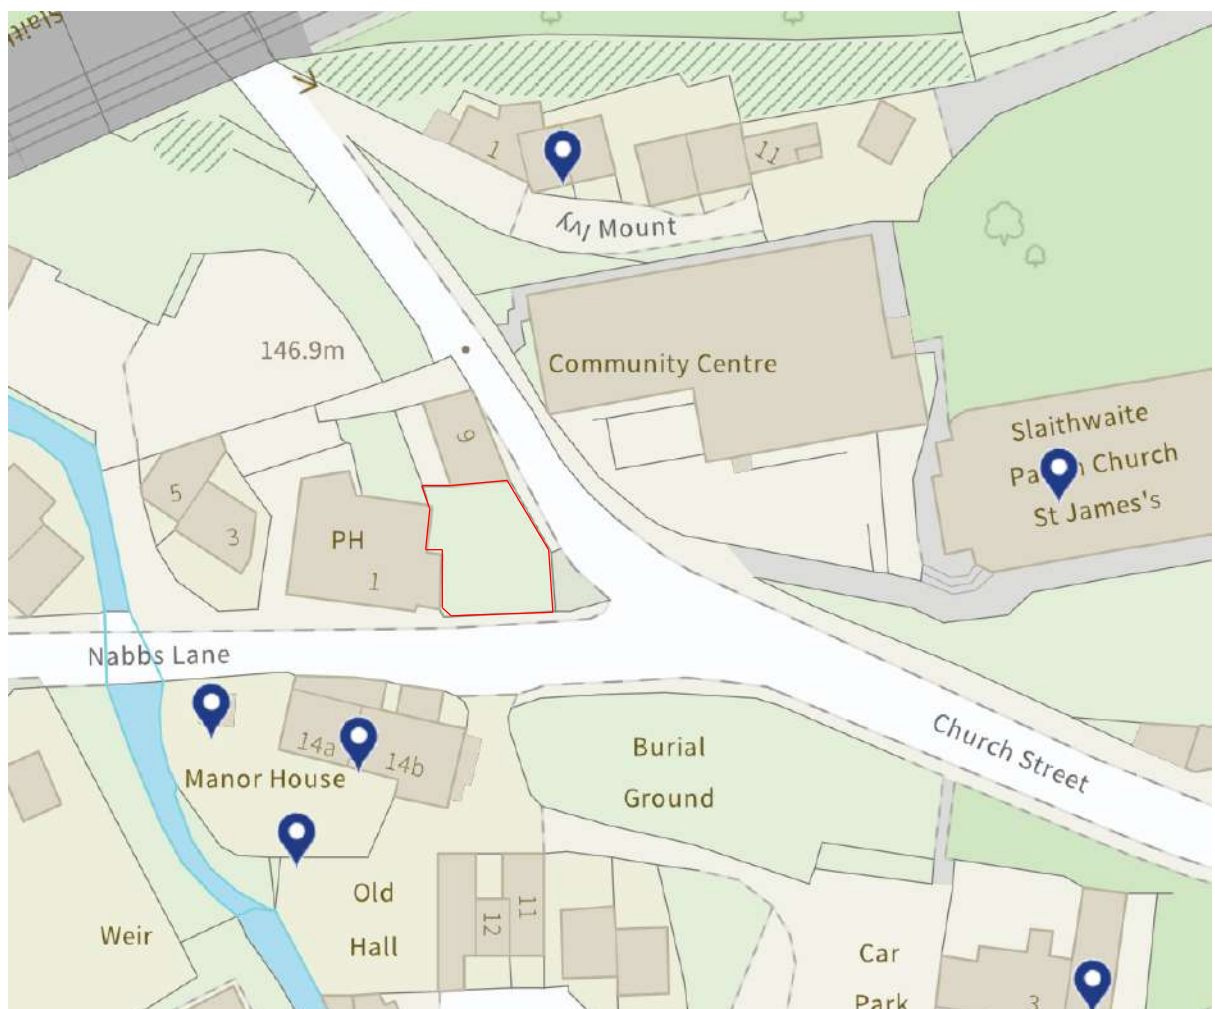 Slaith
1
11
Ivy Mount
146.9m
Community Centre
Slaithwaite
Church
St James's
9
5
3
PH
1
Nabbs Lane
Church Street
14a
14b
Manor House
Burial
Ground
Old
Hall
11
12
Weir
Car
Park
3